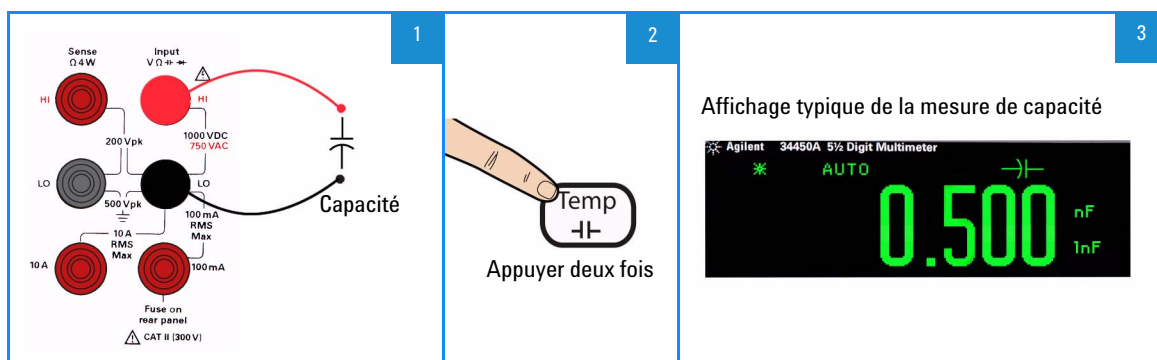 1
Sense
Ω 4 W
Input
V Ω ⊣⊢ ➔⊢
HI
HI
200 Vpk
1000 VDC
750 VAC
LO
LO
500 Vpk
100 mA
RMS
Max
10 A
RMS
Max
10 A
100 mA
Fuse on
rear panel
CAT II (300 V)
Capacité
2
Temp
Appuyer deux fois
3
Affichage typique de la mesure de capacité
Agilent 34450A 5½ Digit Multimeter
AUTO
0.500 nF
1nF